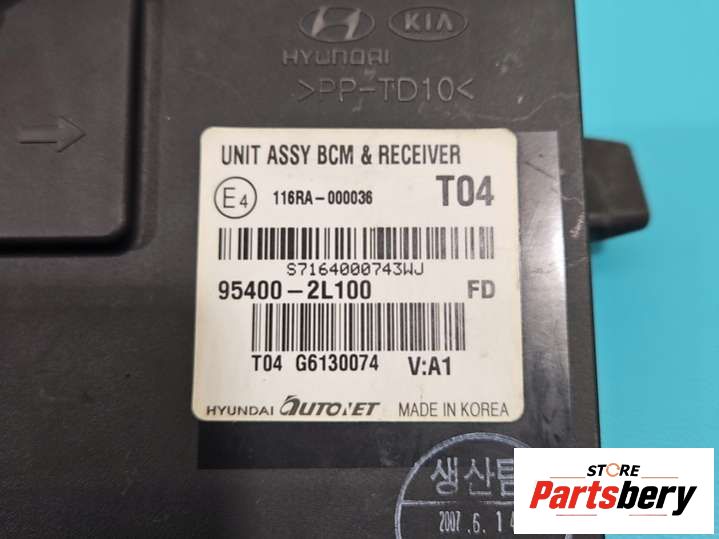 HYUNDAI KIA
>PP-TD10<
UNIT ASSY BCM & RECEIVER
E4 116RA-000036 T04
S7164000743WJ
95400-2L100 FD
T04 G6130074 V:A1
HYUNDAI AUTONET MADE IN KOREA
생산팀
2007.6.14
STORE
Partsbery